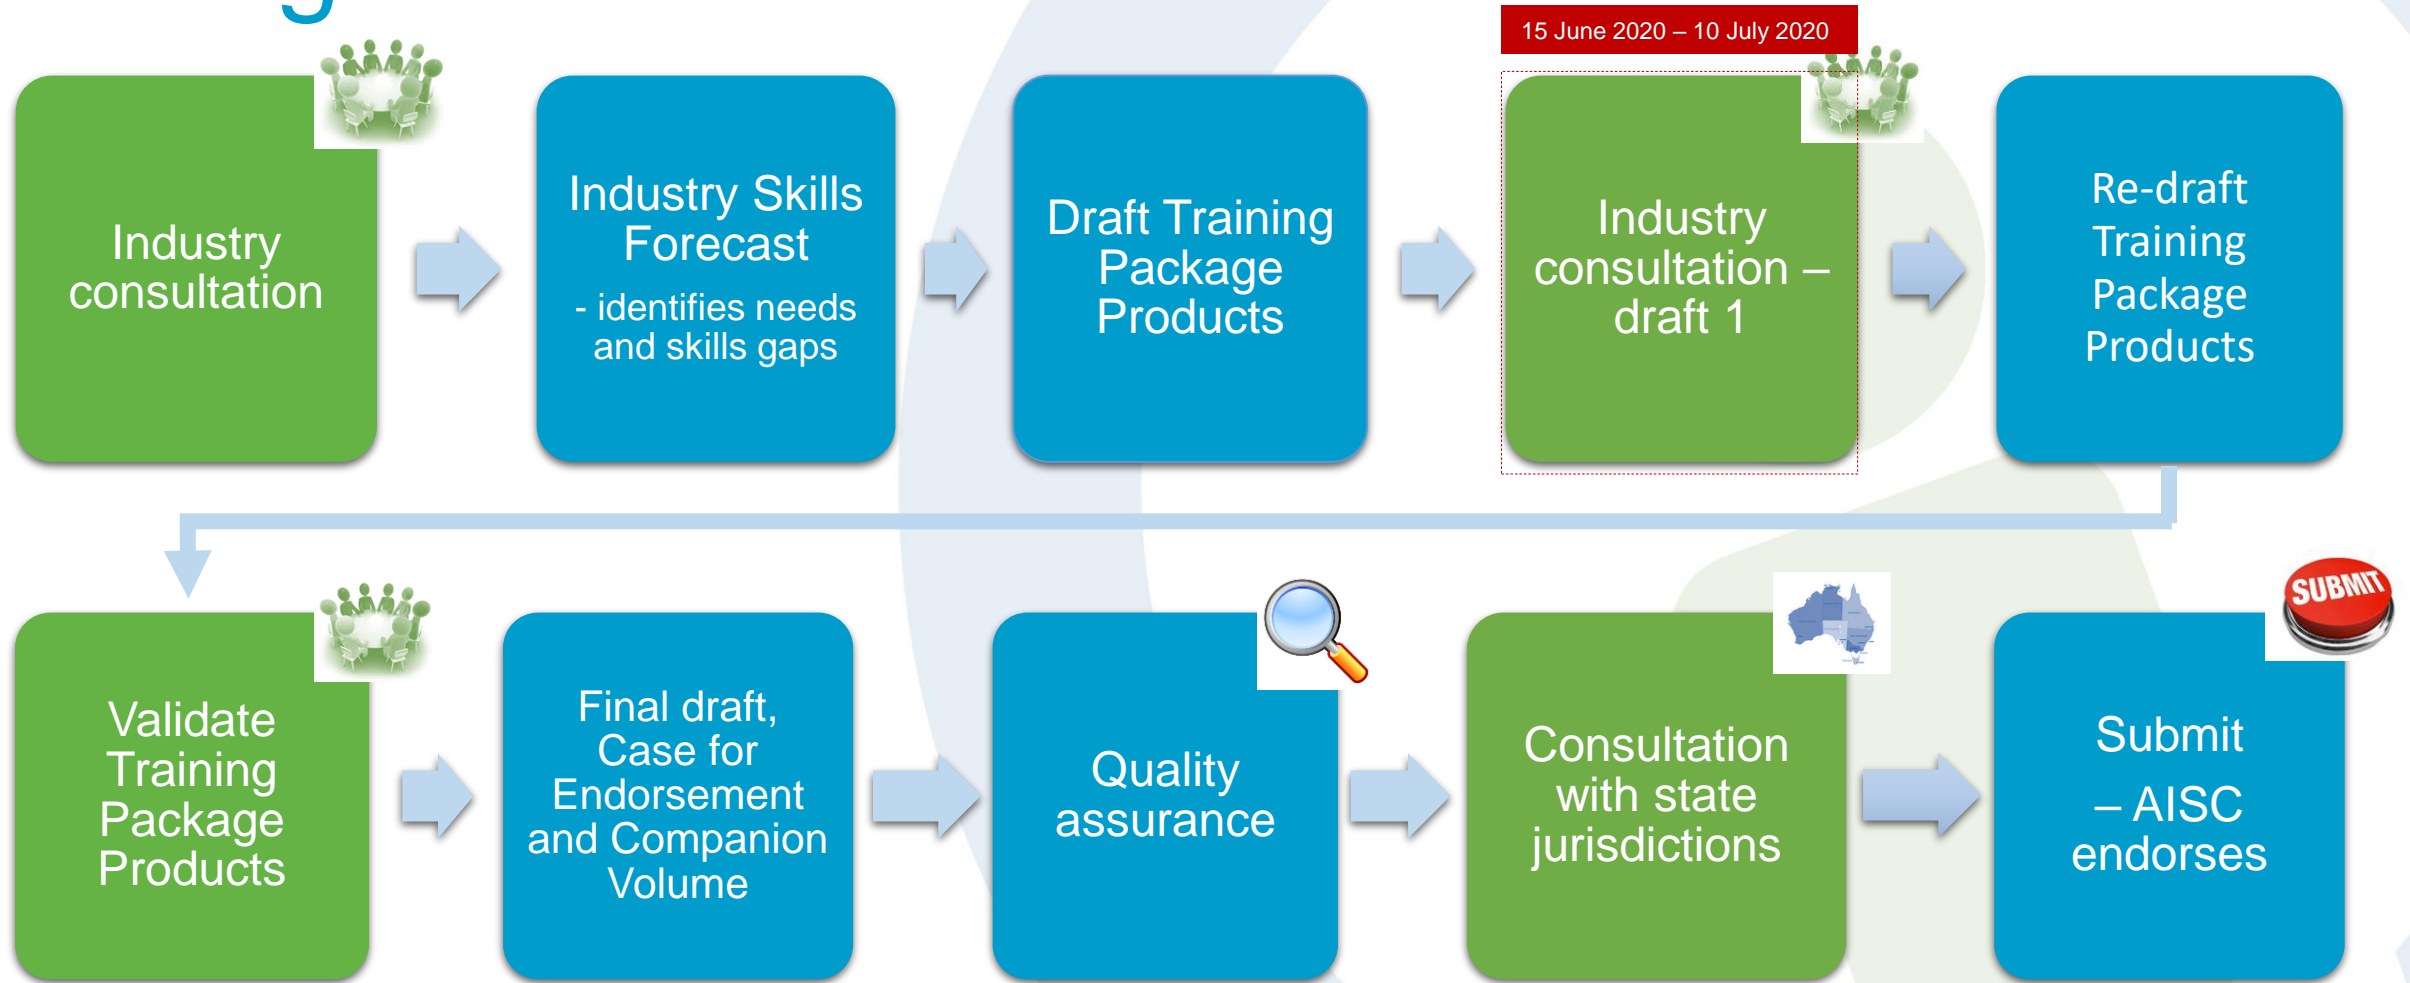 15 June 2020 – 10 July 2020
Industry
consultation
Industry Skills
Forecast
- identifies needs
and skills gaps
Draft Training
Package
Products
Industry
consultation –
draft 1
Re-draft
Training
Package
Products
Validate
Training
Package
Products
Final draft,
Case for
Endorsement
and Companion
Volume
Quality
assurance
Consultation
with state
jurisdictions
SUBMIT
Submit
– AISC
endorses